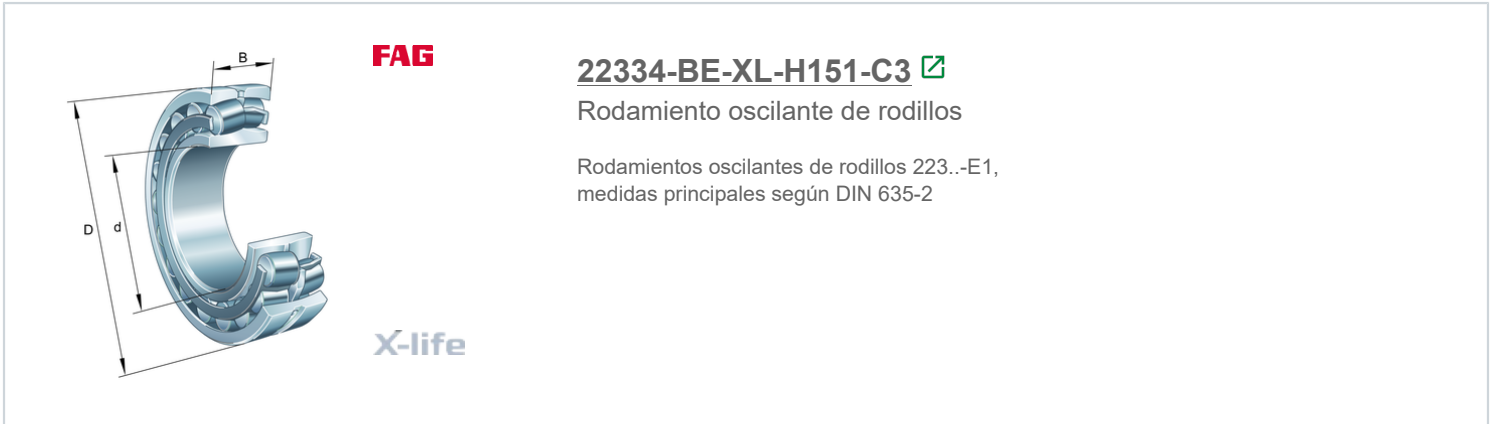 B
FAG
22334-BE-XL-H151-C3
Rodamiento oscilante de rodillos
Rodamientos oscilantes de rodillos 223..-E1,
medidas principales según DIN 635-2
D
d
X-life